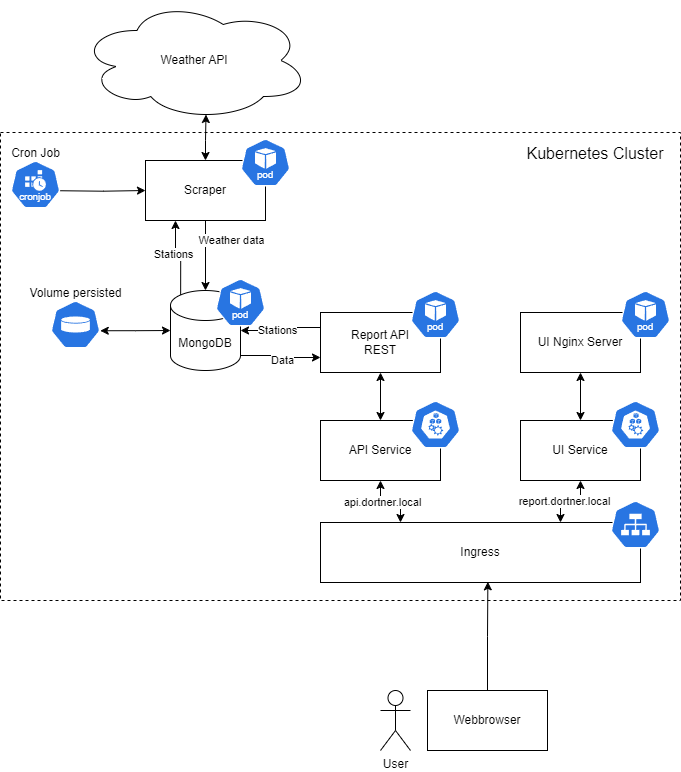 Weather API
Kubernetes Cluster
Cron Job
pod
cronjob
Scraper
Weather data
Stations
Volume persisted
pod
MongoDB
Stations
Data
Report API
REST
pod
UI Nginx Server
pod
API Service
UI Service
api.dortner.local
report.dortner.local
Ingress
Webbrowser
User